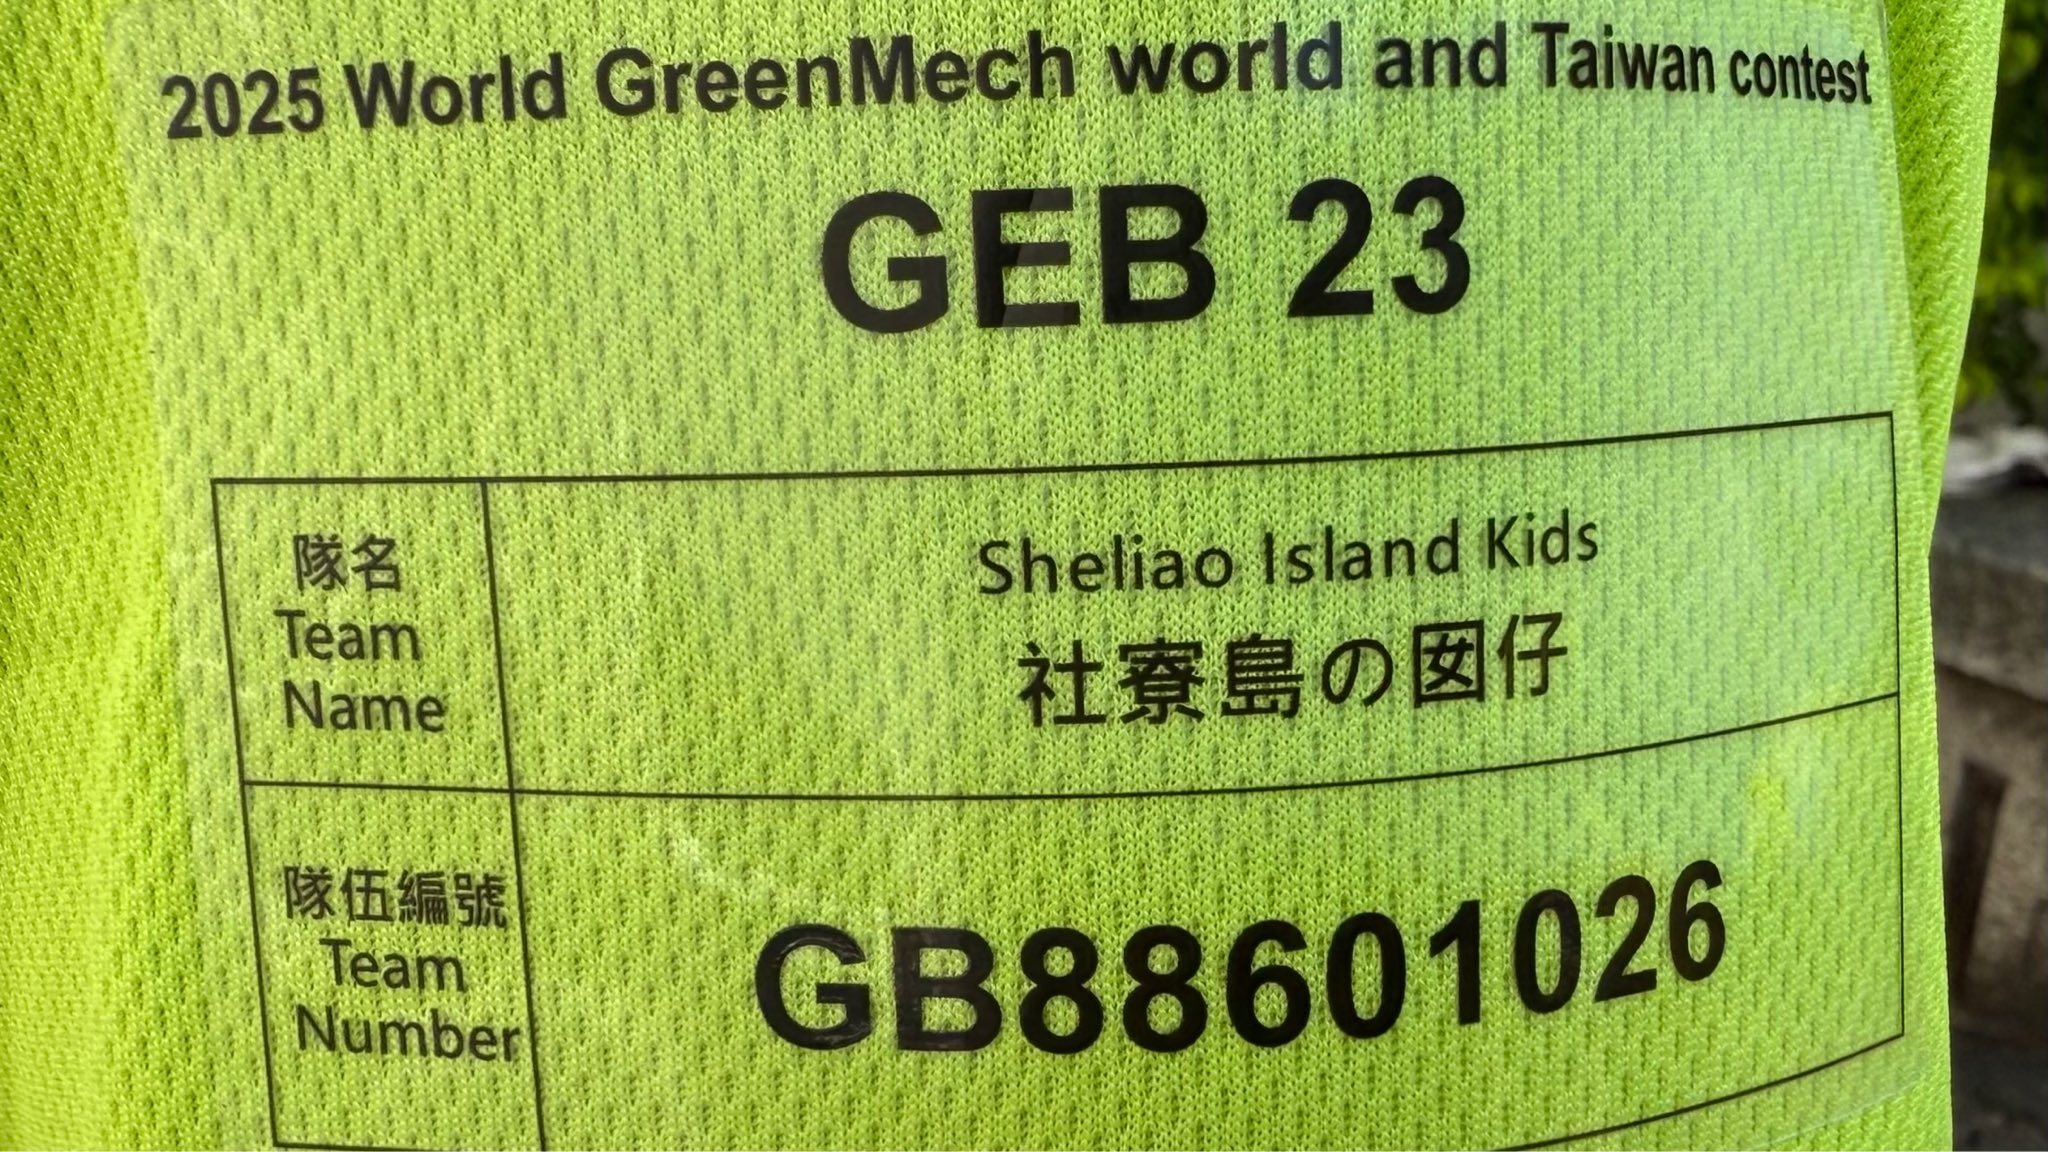 2025 World GreenMech world and Taiwan contest
GEB 23
隊名
Team
Name
Sheliao Island Kids
社寮島の囡仔
隊伍編號
Team
Number
GB88601026